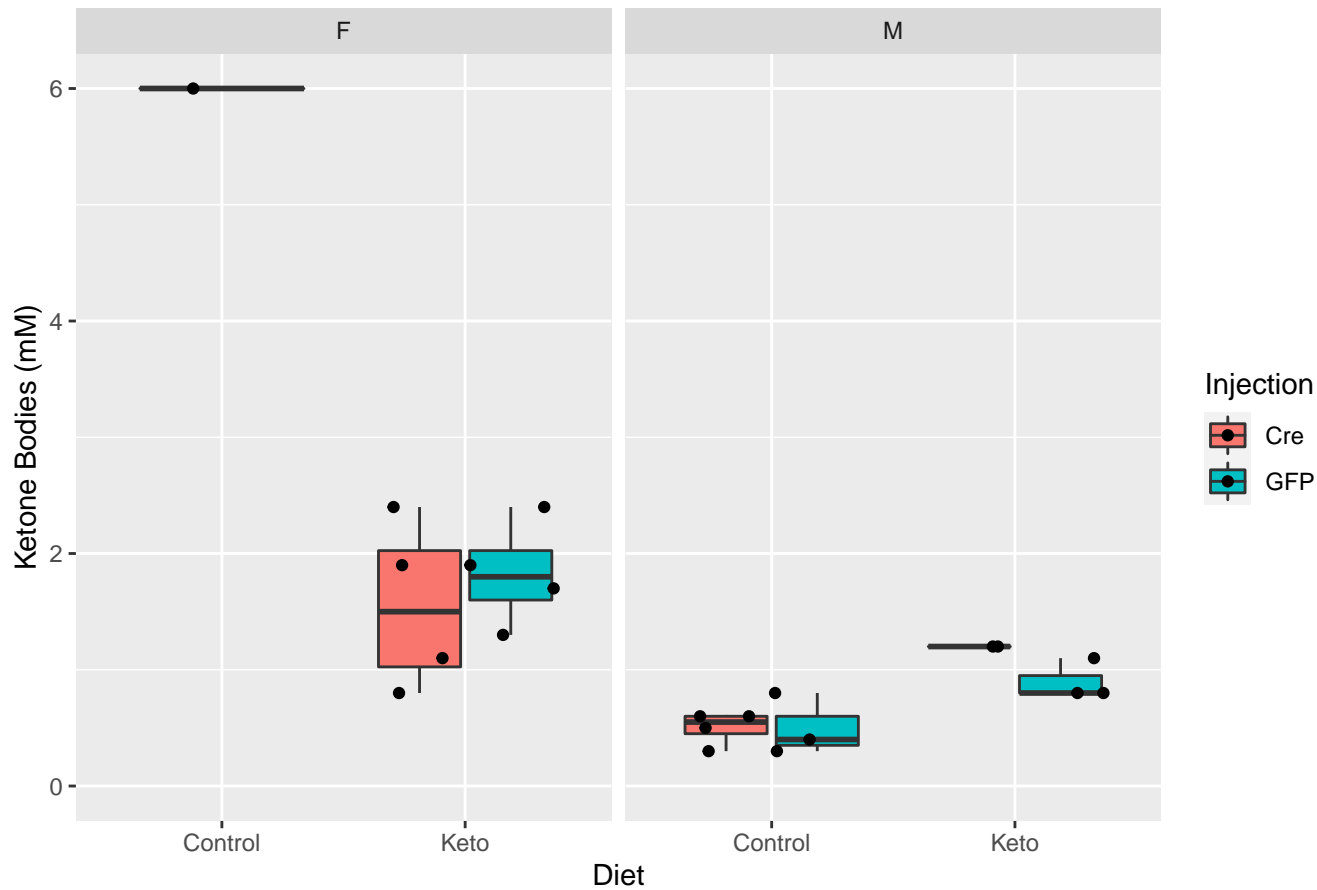 F
M
6
4
2
0
Ketone Bodies (mM)
Control
Keto
Control
Keto
Diet
Injection
Cre
GFP